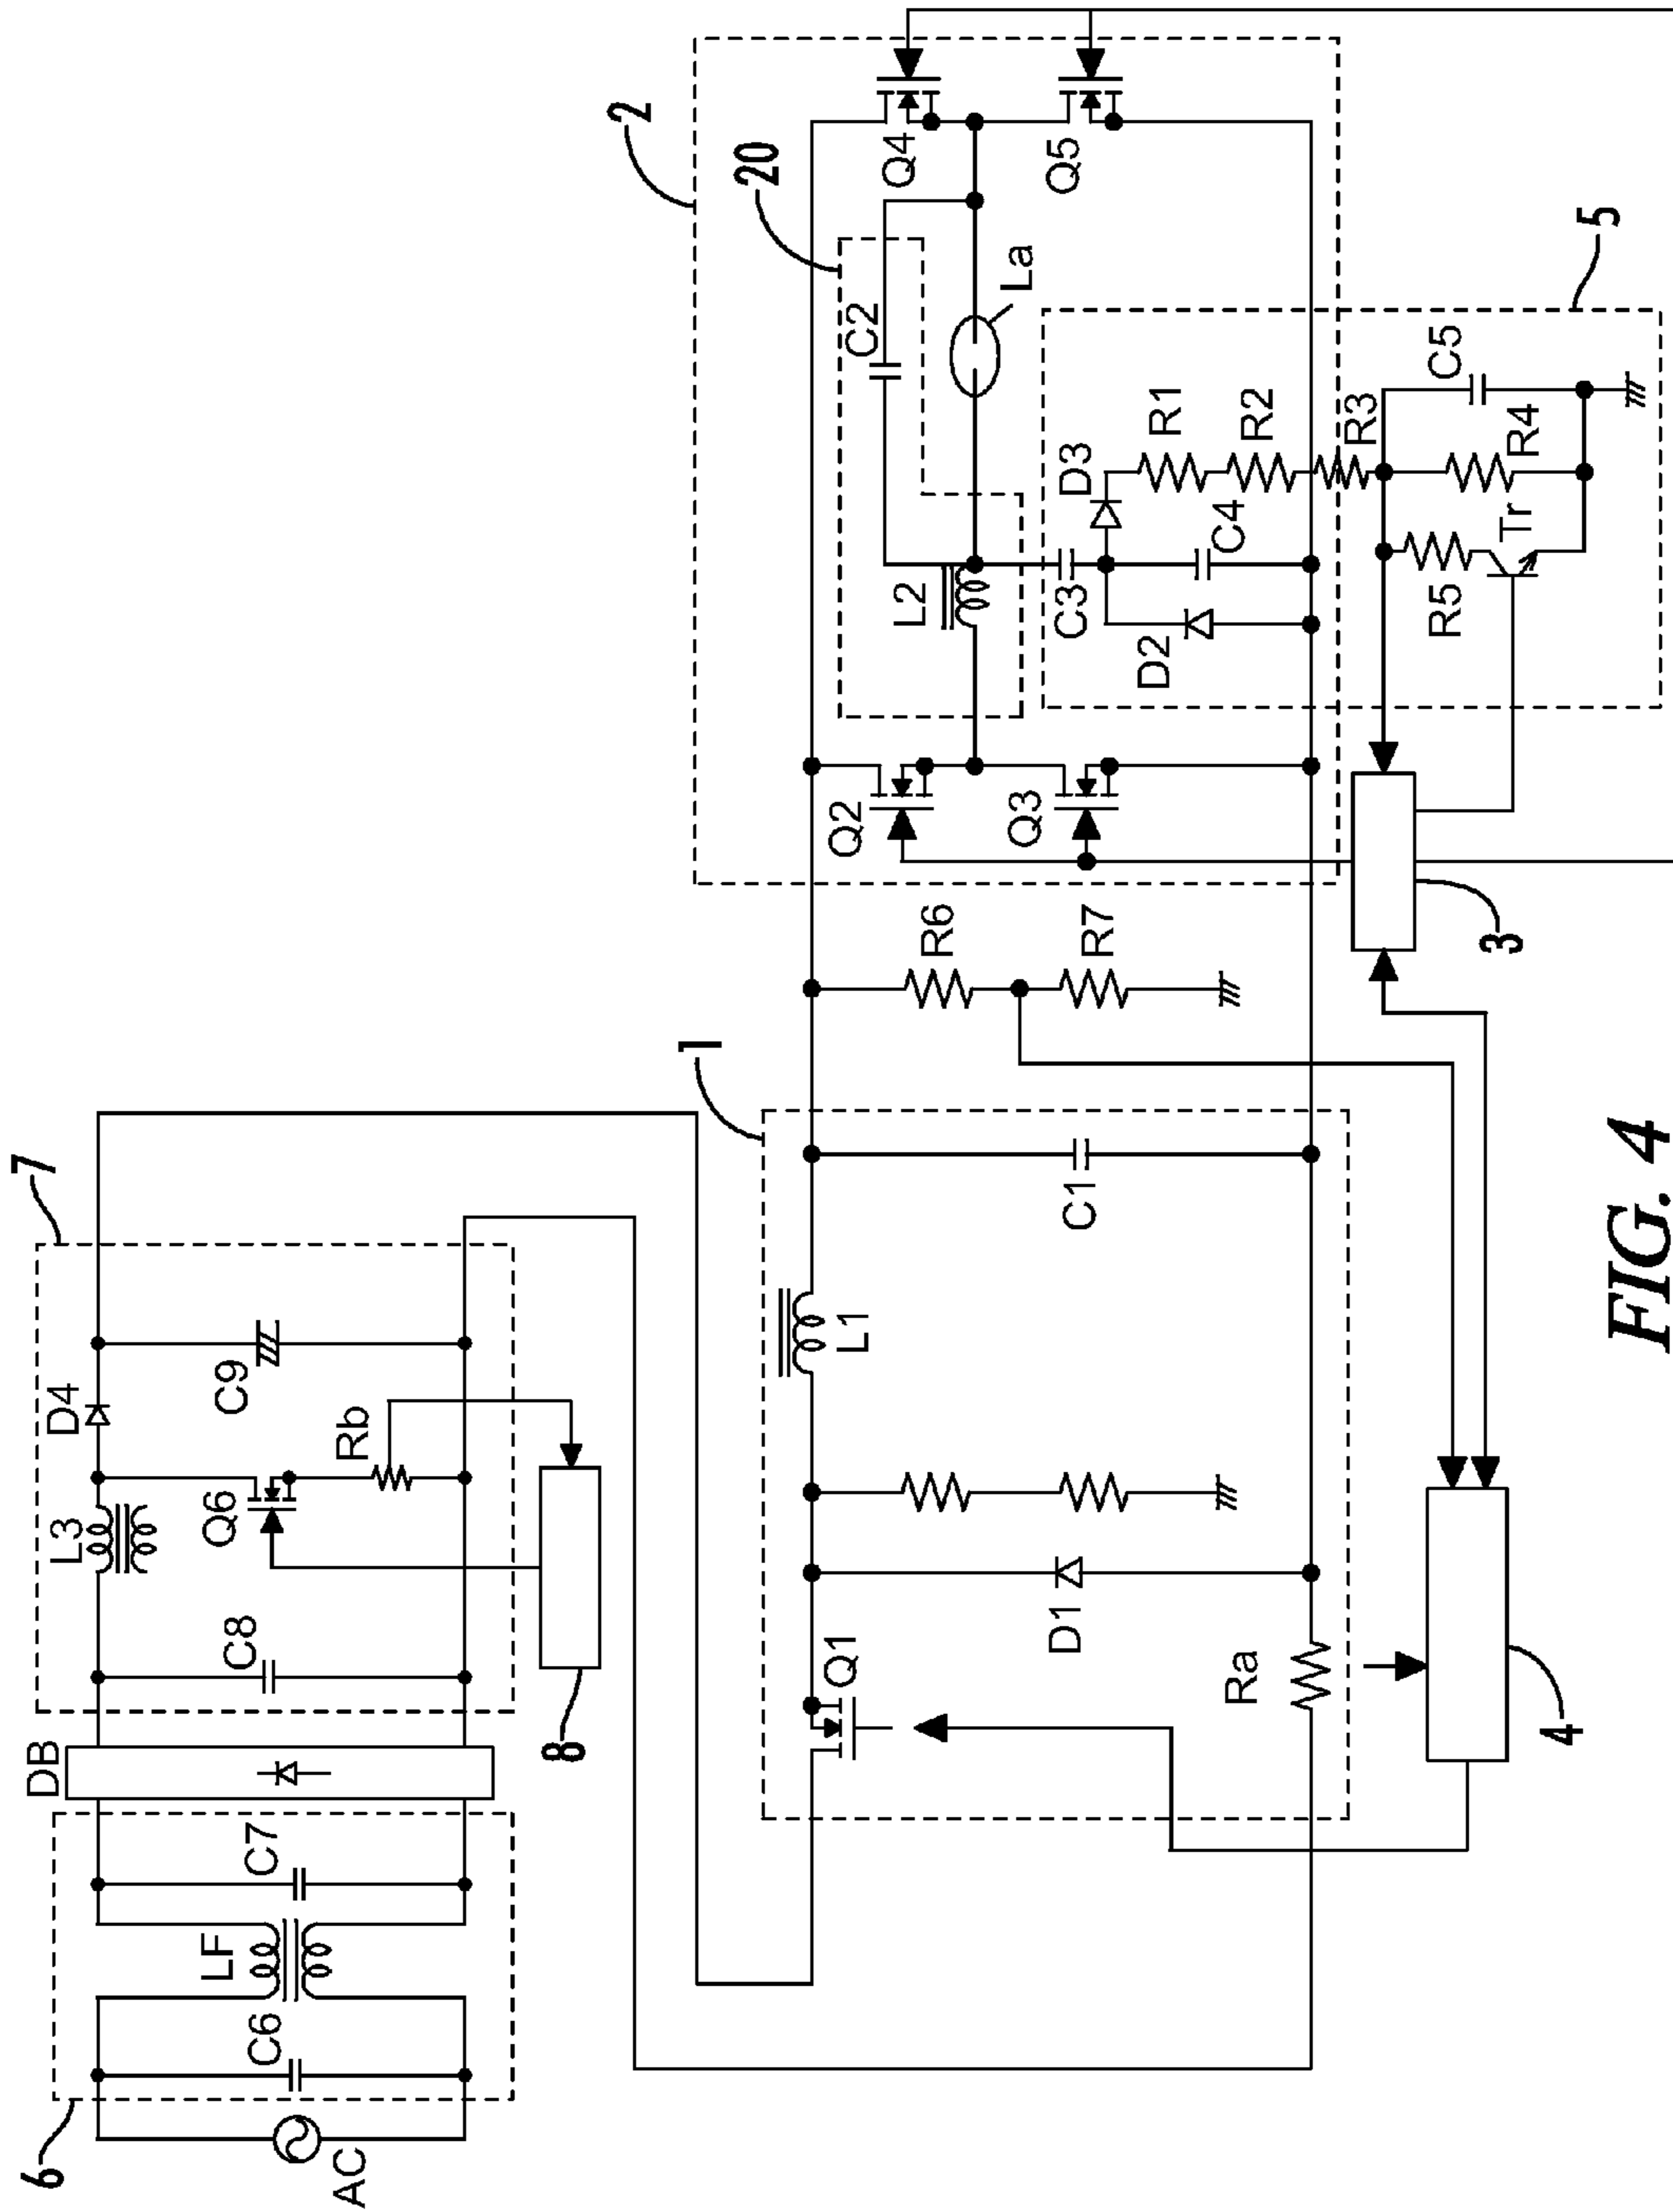 6
AC
C6
LF
C7
DB
7
C8
L3
Q6
D4
C9
Rb
8
1
Q1
D1
Ra
L1
C1
4
R6
R7
2
20
Q2
Q3
L2
C2
La
Q4
Q5
C3
D2
D3
C4
R1
R2
R3
5
R5
Tr
R4
C5
3
FIG. 4